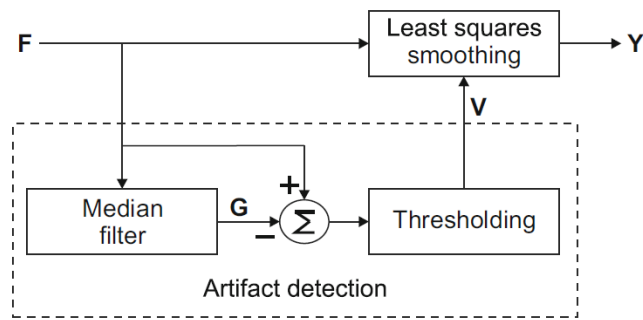 Least squares
smoothing
F
Y
V
+
Median
filter
G
−
Σ
Thresholding
Artifact detection